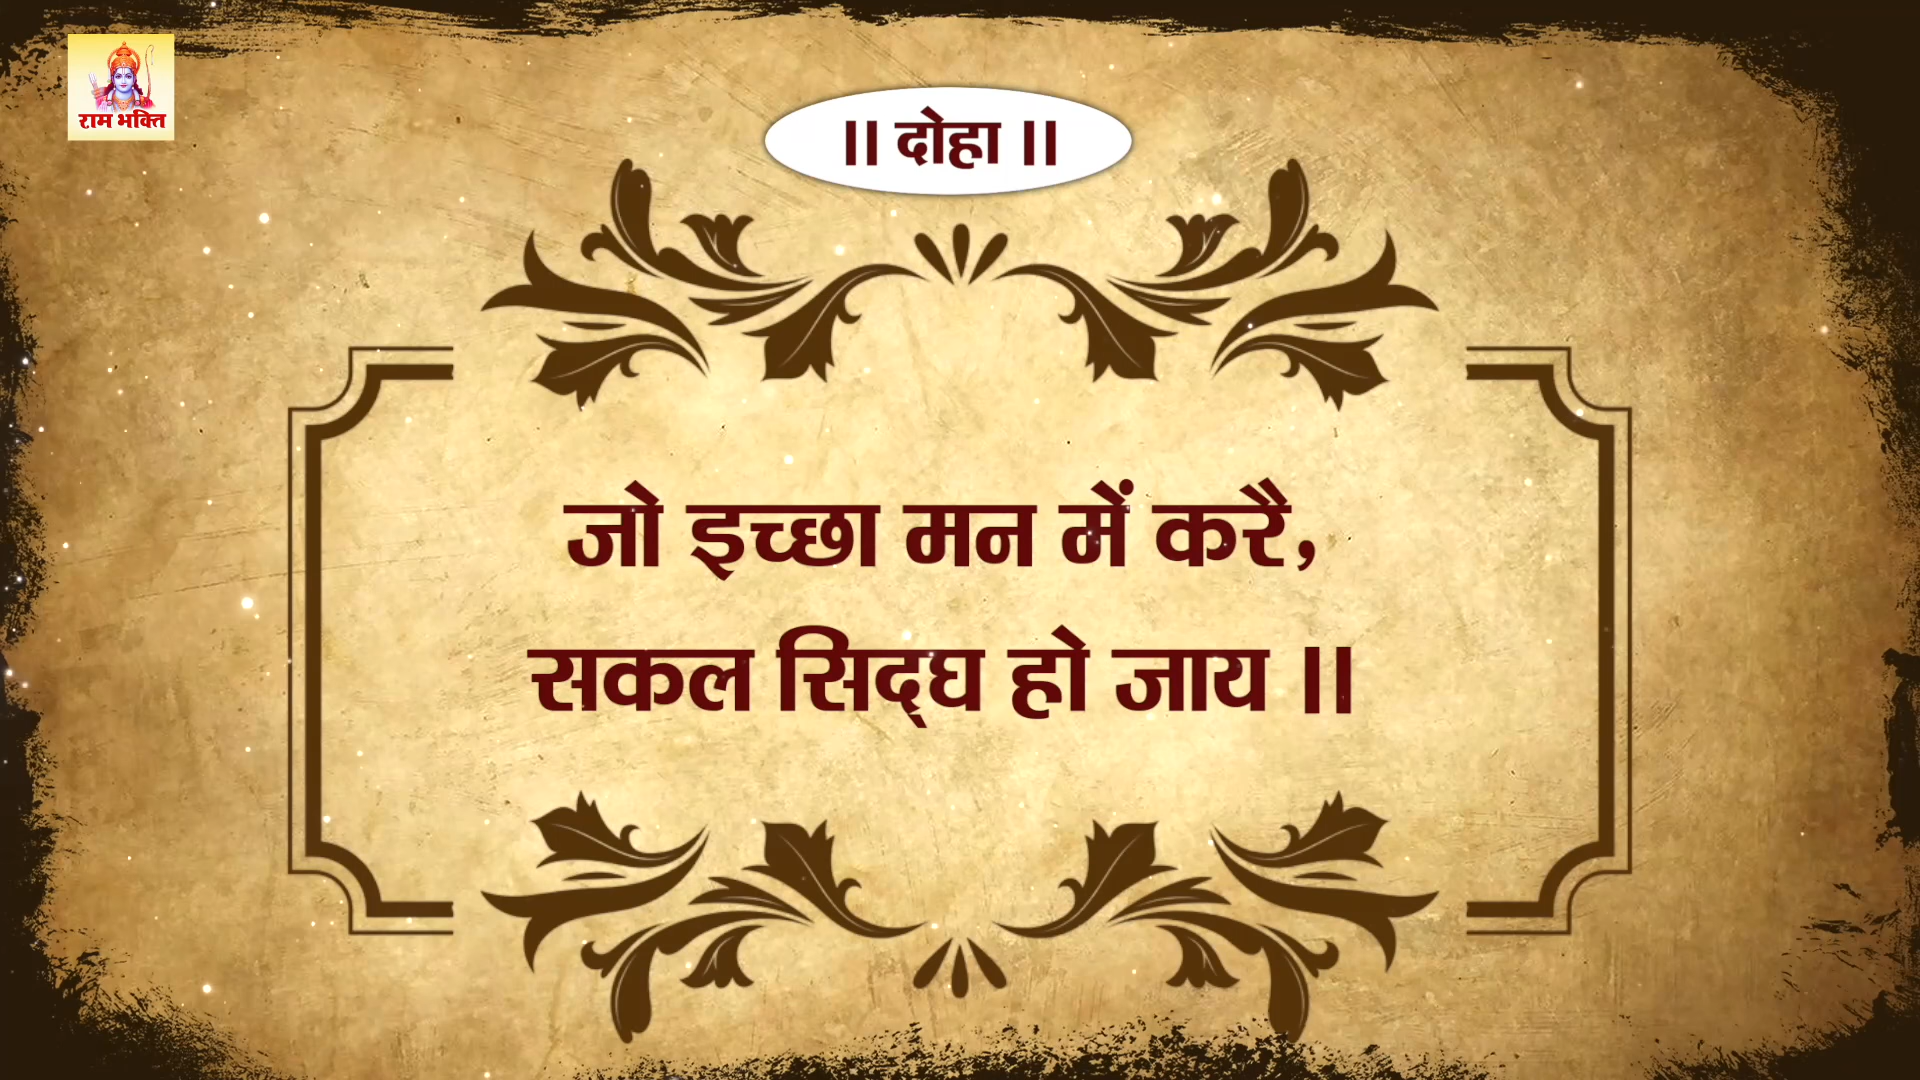 राम भक्ति
।। दोहा ।।
जो इच्छा मन में करै,
सकल सिद्घ हो जाय ।।